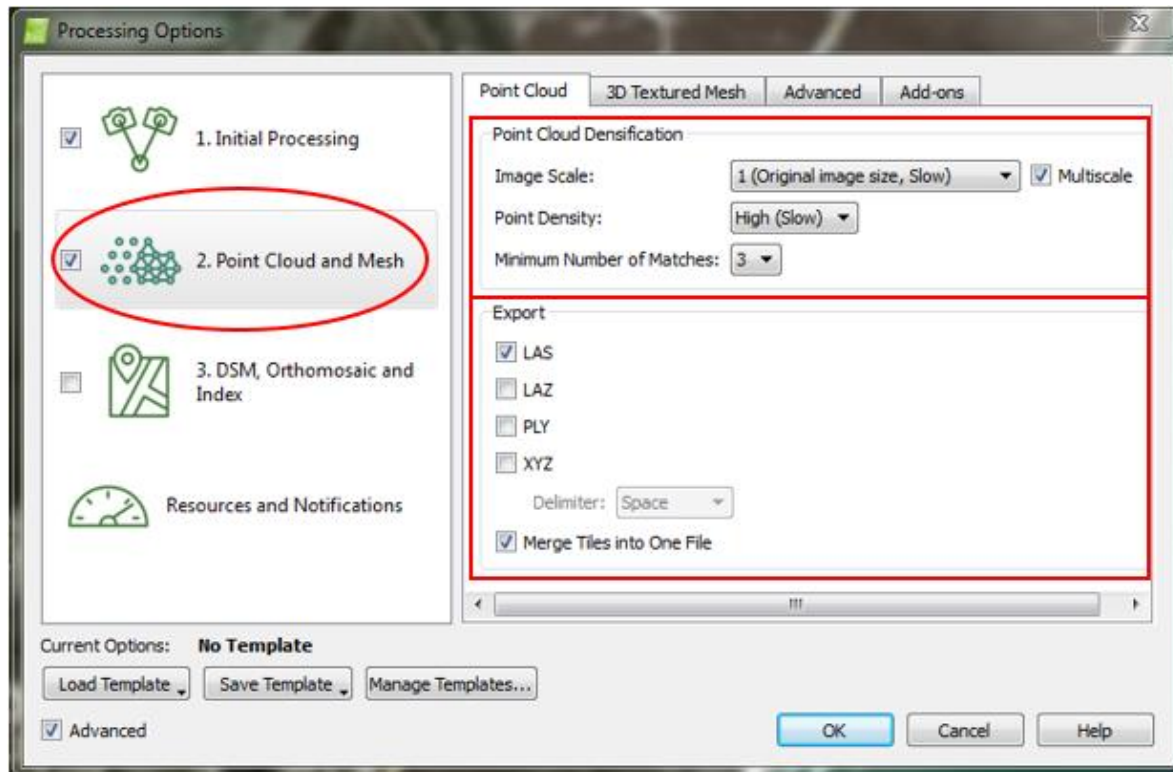 Processing Options
1. Initial Processing
2. Point Cloud and Mesh
3. DSM, Orthomosaic and
Index
Resources and Notifications
Point Cloud
3D Textured Mesh
Advanced
Add-ons
Point Cloud Densification
Image Scale:
1 (Original image size, Slow)
Multiscale
Point Density:
High (Slow)
Minimum Number of Matches:
3
Export
LAS
LAZ
PLY
XYZ
Delimiter:
Space
Merge Tiles into One File
Current Options:
No Template
Load Template
Save Template
Manage Templates...
Advanced
OK
Cancel
Help